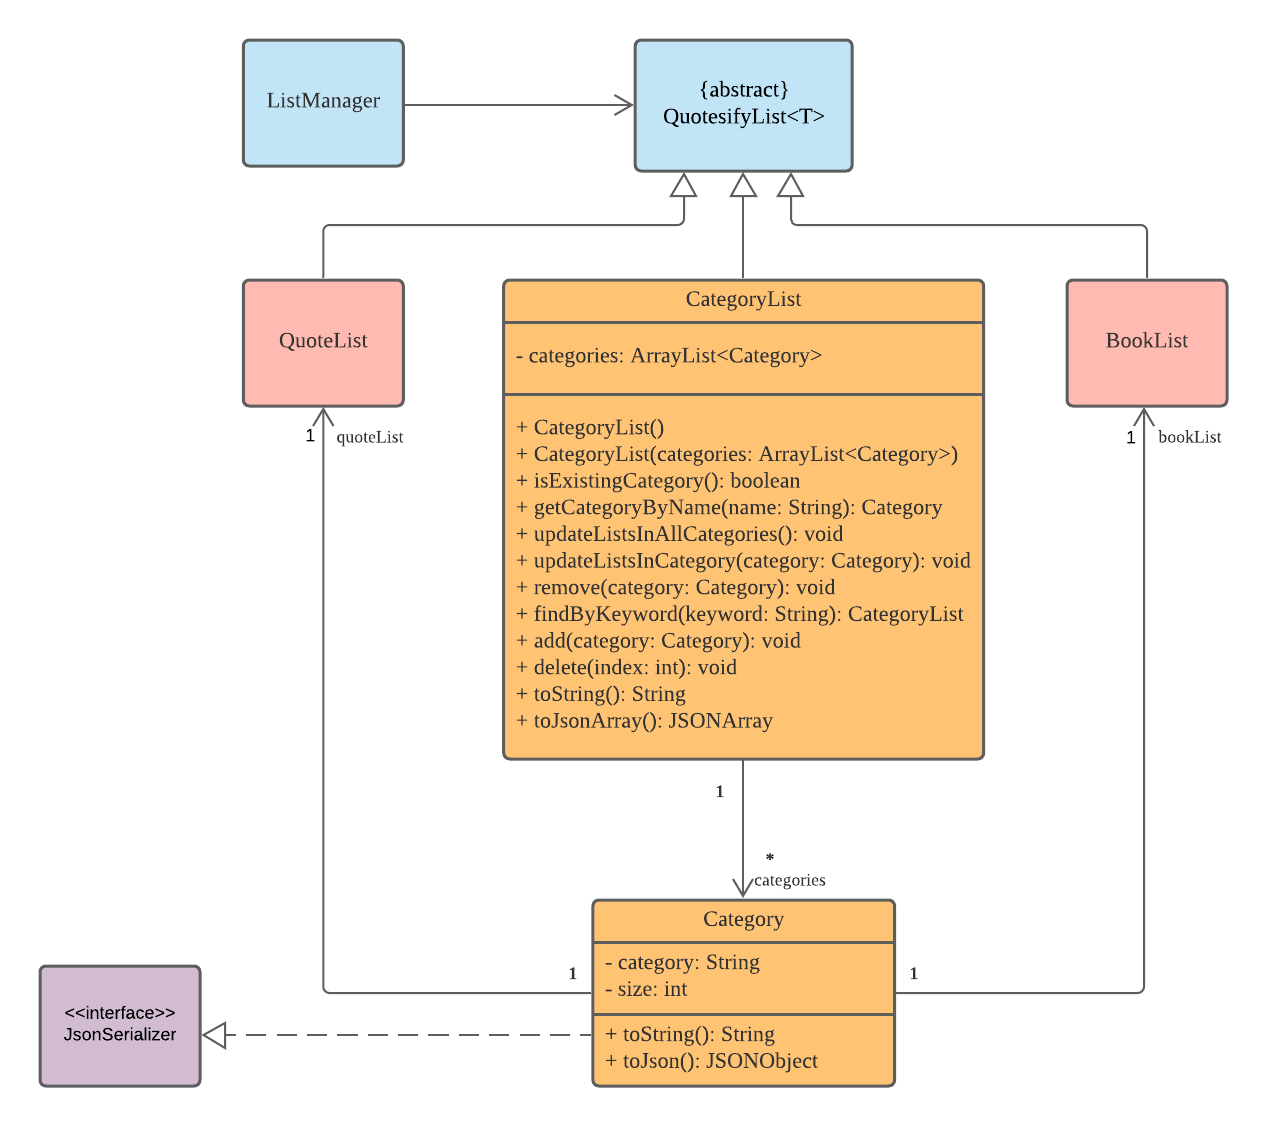 ListManager
{abstract}
QuotesifyList<T>
QuoteList
CategoryList
- categories: ArrayList<Category>
+ CategoryList()
+ CategoryList(categories: ArrayList<Category>)
+ isExistingCategory(): boolean
+ getCategoryByName(name: String): Category
+ updateListsInAllCategories(): void
+ updateListsInCategory(category: Category): void
+ remove(category: Category): void
+ findByKeyword(keyword: String): CategoryList
+ add(category: Category): void
+ delete(index: int): void
+ toString(): String
+ toJsonArray(): JSONArray
BookList
1 quoteList
1 bookList
1
*
categories
Category
- category: String
- size: int
+ toString(): String
+ toJson(): JSONObject
1
1
<<interface>>
JsonSerializer